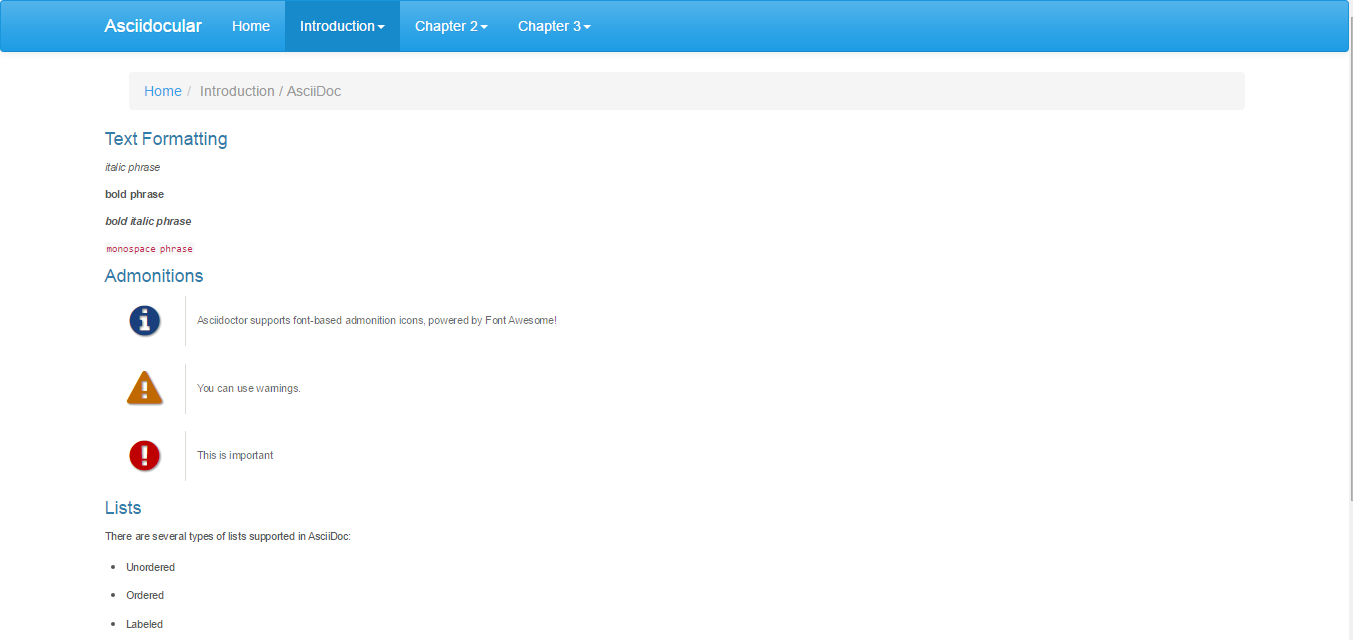 Asciidocular Home Introduction Chapter 2 Chapter 3
Home / Introduction / AsciiDoc
Text Formatting
italic phrase
bold phrase
bold italic phrase
monospace phrase
Admonitions
Asciidoctor supports font-based admonition icons, powered by Font Awesome!
You can use warnings.
This is important
Lists
There are several types of lists supported in AsciiDoc:
• Unordered
• Ordered
• Labeled